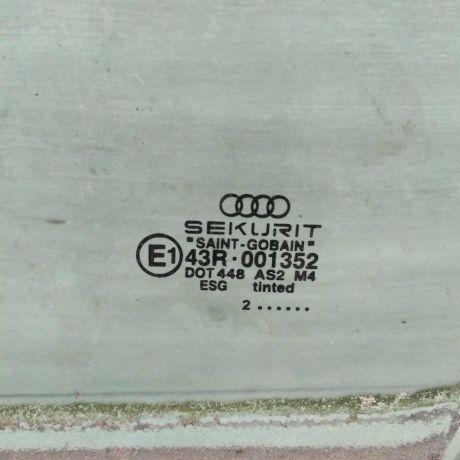 SEKURIT
"SAINT-GOBAIN"
E1 43R·001352
DOT 448 AS2 M4
ESG tinted
2 ......